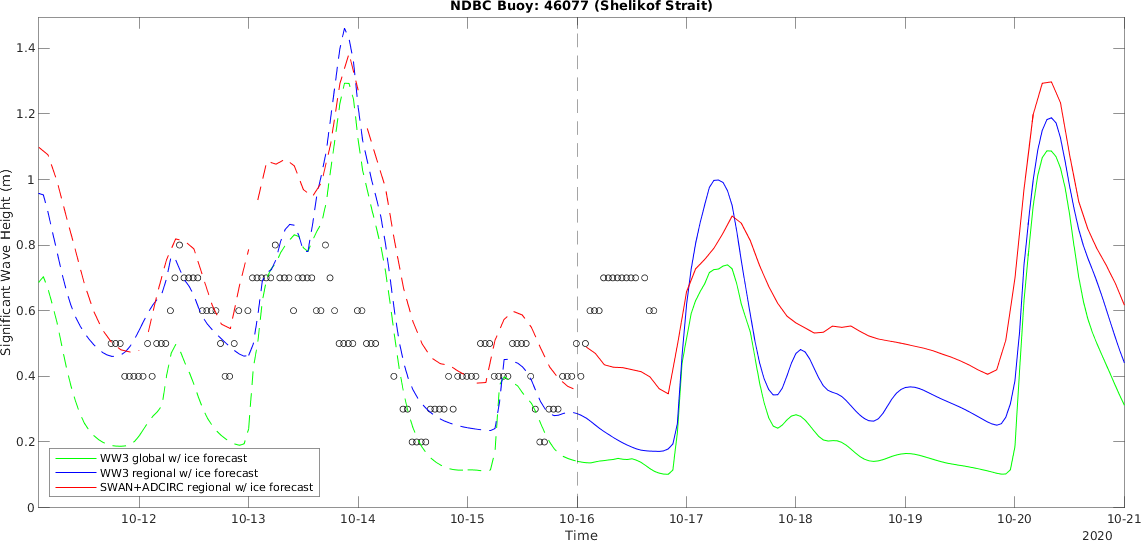 NDBC Buoy: 46077 (Shelikof Strait)
Significant Wave Height (m)
1.4
1.2
1
0.8
0.6
0.4
0.2
0
WW3 global w/ ice forecast
WW3 regional w/ ice forecast
SWAN+ADCIRC regional w/ ice forecast
10-12 10-13 10-14 10-15 10-16 10-17 10-18 10-19 10-20 10-21
Time
2020